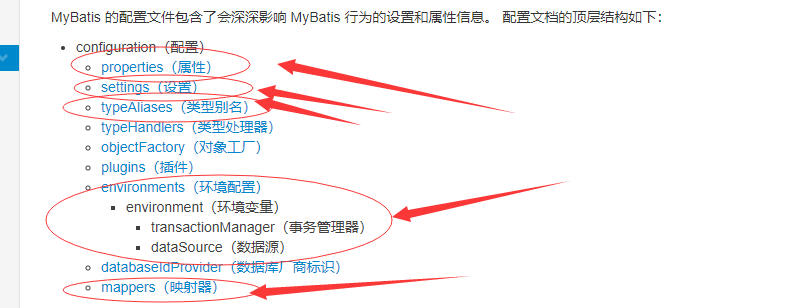 MyBatis 的配置文件包含了会深深影响 MyBatis 行为的设置和属性信息。 配置文档的顶层结构如下:
configuration（配置）
properties（属性）
settings（设置）
typeAliases（类型别名）
typeHandlers（类型处理器）
objectFactory（对象工厂）
plugins（插件）
environments（环境配置）
environment（环境变量）
transactionManager（事务管理器）
dataSource（数据源）
databaseIdProvider（数据库厂商标识）
mappers（映射器）